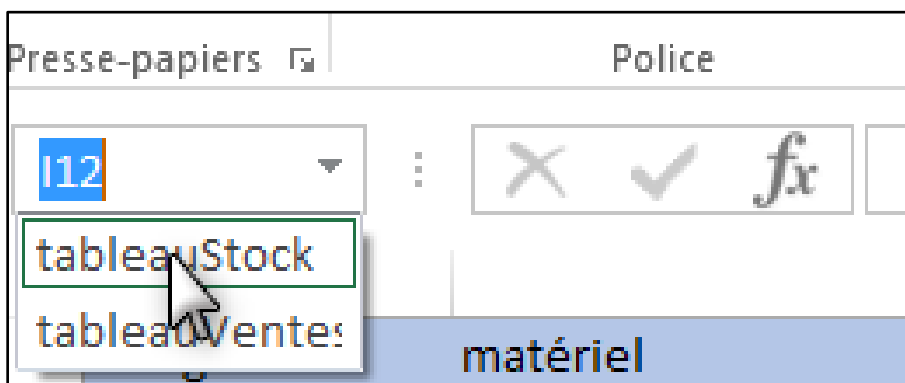 Presse-papiers Police
I12 fx
tableauStock
tableauVentes
matériel